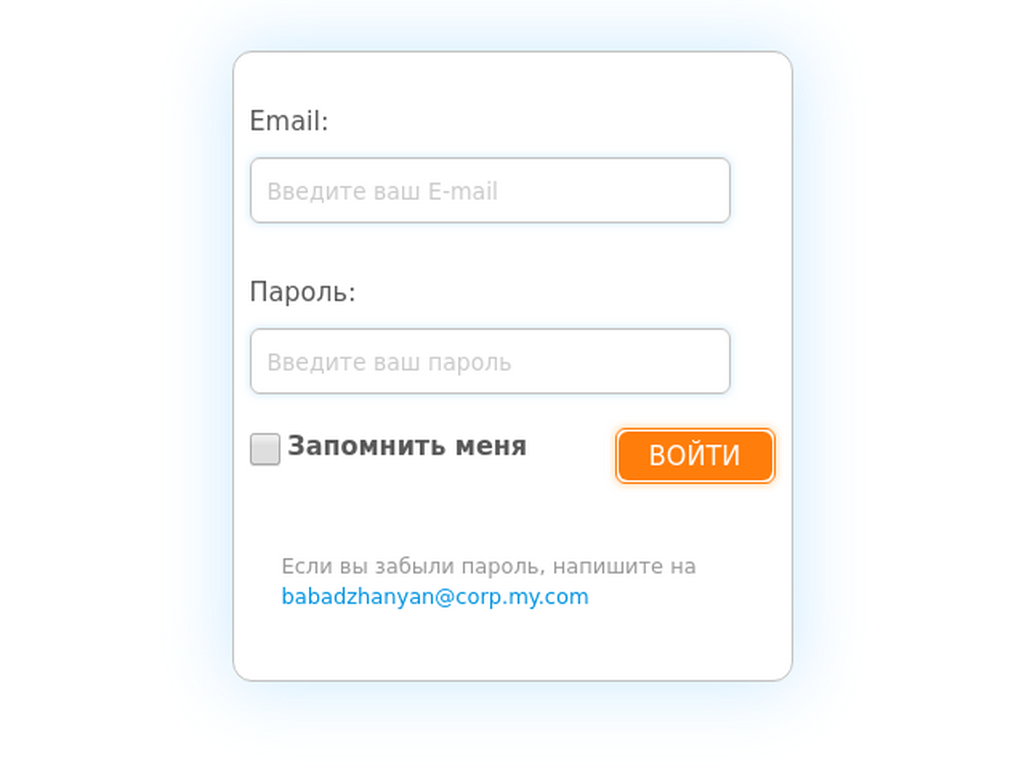 Email:
Введите ваш E-mail
Пароль:
Введите ваш пароль
Запомнить меня
ВОЙТИ
Если вы забыли пароль, напишите на
babadzhanyan@corp.my.com